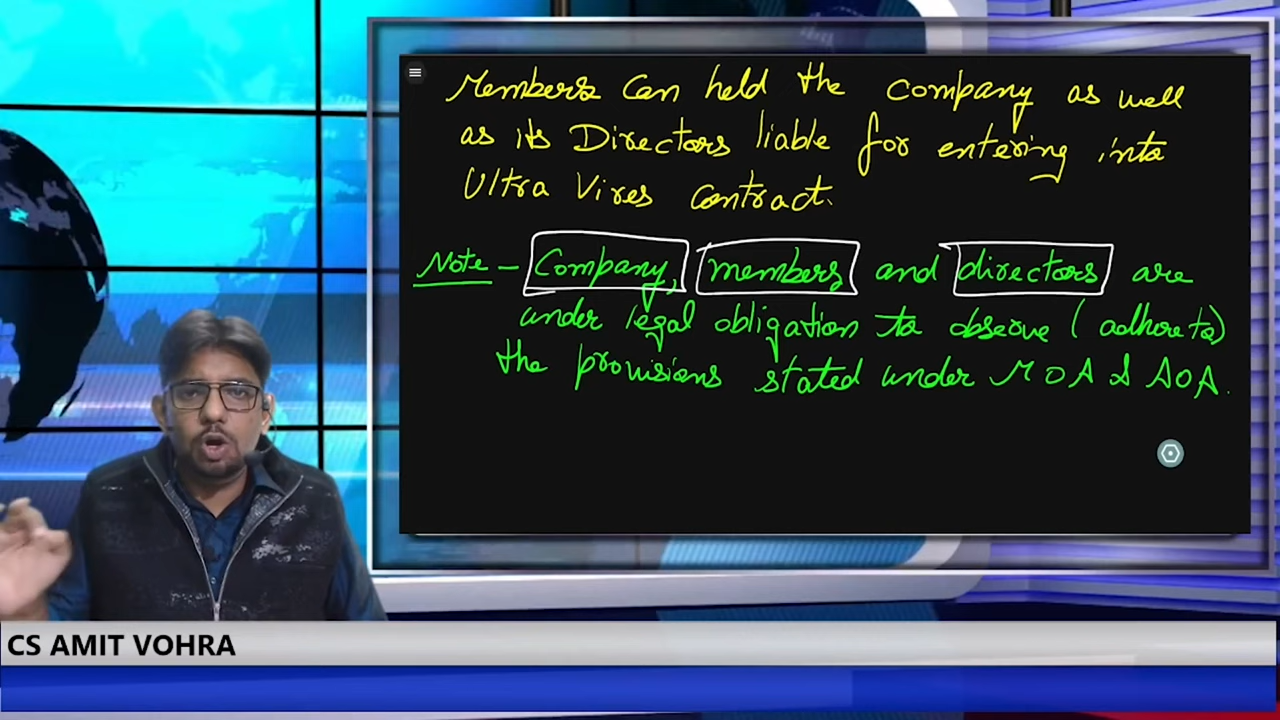 Members can held the company as well
as its Directors liable for entering into
Ultra Vires contract.
Note - Company, members and directors are
under legal obligation to observe (adhere to)
the provisions stated under MOA & AOA.
CS AMIT VOHRA